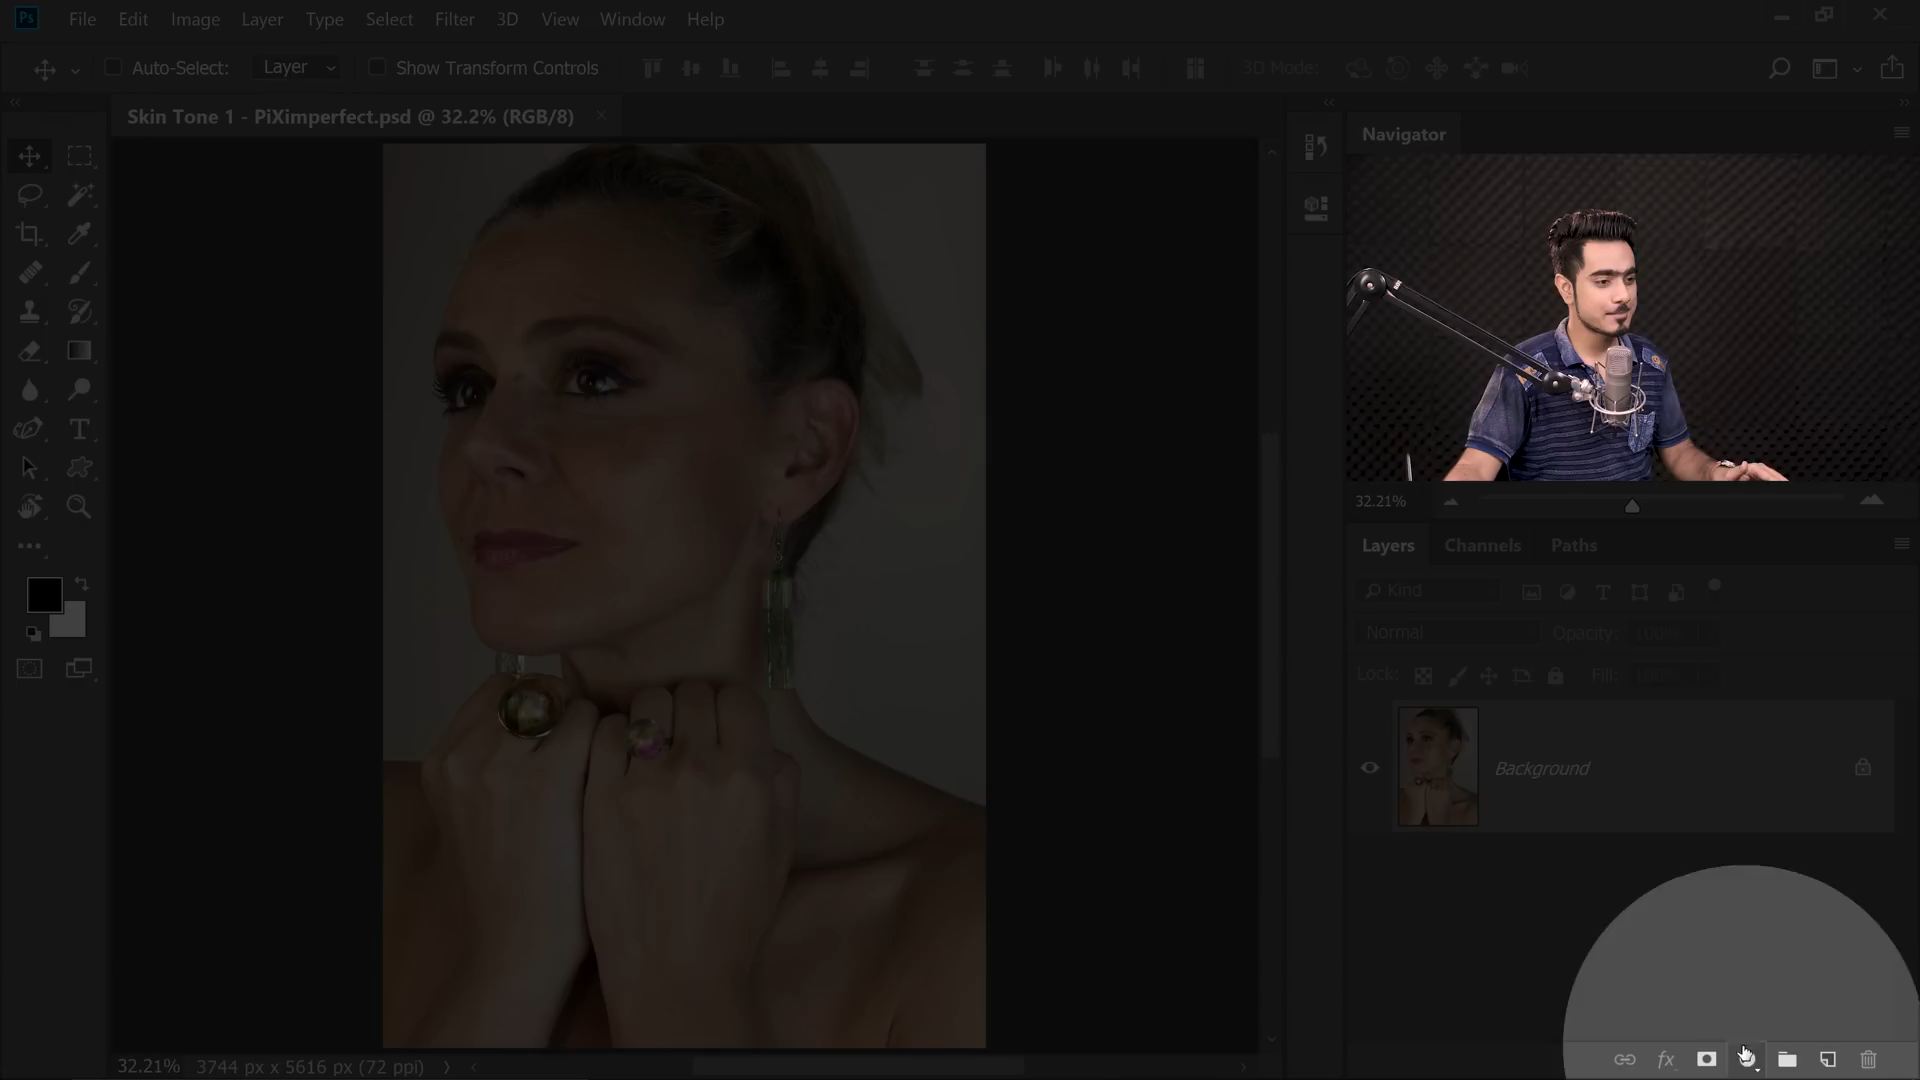 Ps File Edit Image Layer Type Select Filter 3D View Window Help
Auto-Select: Layer Show Transform Controls 3D Mode:
Skin Tone 1 - PiXimperfect.psd @ 32.2% (RGB/8) ×
Navigator
32.21%
Layers Channels Paths
Kind
Normal Opacity: 100%
Lock: Fill: 100%
Background
fx
32.21% 3744 px x 5616 px (72 ppi)